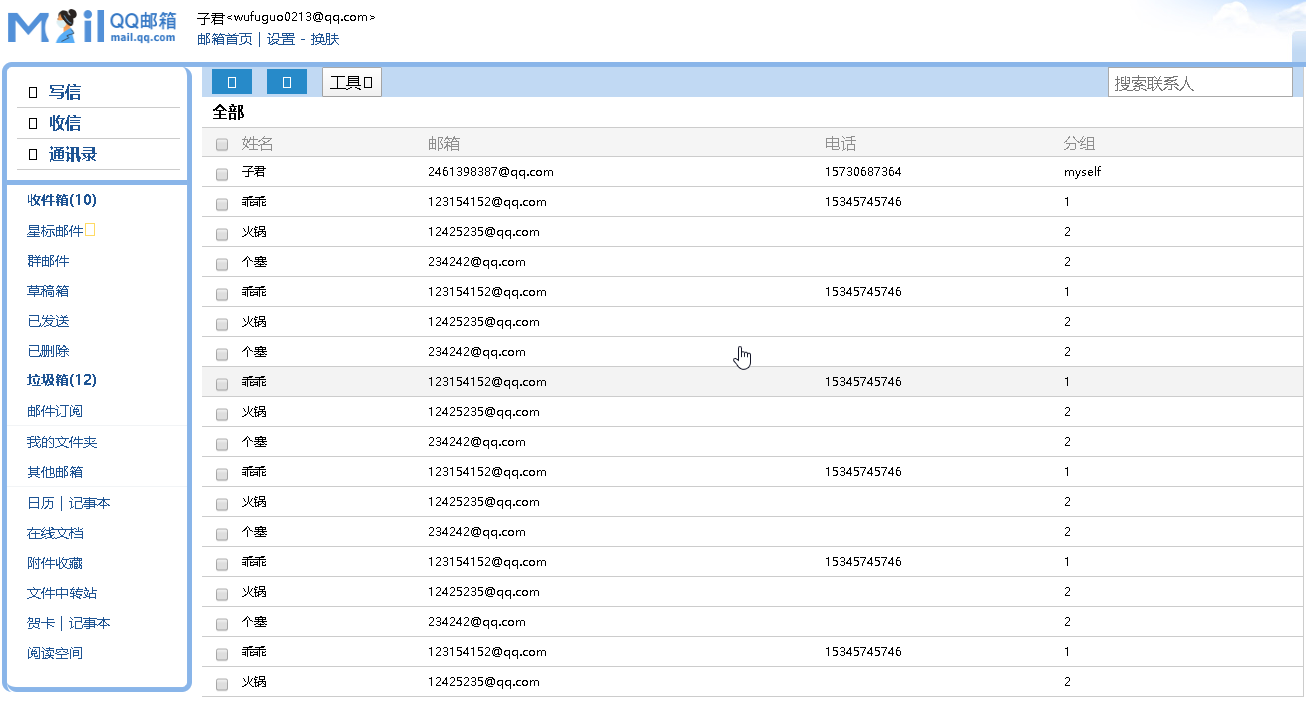 Mail QQ邮箱
mail.qq.com
子君<wufuguo0213@qq.com>
邮箱首页 | 设置 - 换肤
写信
收信
通讯录
收件箱(10)
星标邮件
群邮件
草稿箱
已发送
已删除
垃圾箱(12)
邮件订阅
我的文件夹
其他邮箱
日历 | 记事本
在线文档
附件收藏
文件中转站
贺卡 | 记事本
阅读空间
工具
搜索联系人
全部
姓名 邮箱 电话 分组
子君 2461398387@qq.com 15730687364 myself
乖乖 123154152@qq.com 15345745746 1
火锅 12425235@qq.com 2
个塞 234242@qq.com 2
乖乖 123154152@qq.com 15345745746 1
火锅 12425235@qq.com 2
个塞 234242@qq.com 2
乖乖 123154152@qq.com 15345745746 1
火锅 12425235@qq.com 2
个塞 234242@qq.com 2
乖乖 123154152@qq.com 15345745746 1
火锅 12425235@qq.com 2
个塞 234242@qq.com 2
乖乖 123154152@qq.com 15345745746 1
火锅 12425235@qq.com 2
个塞 234242@qq.com 2
乖乖 123154152@qq.com 15345745746 1
火锅 12425235@qq.com 2